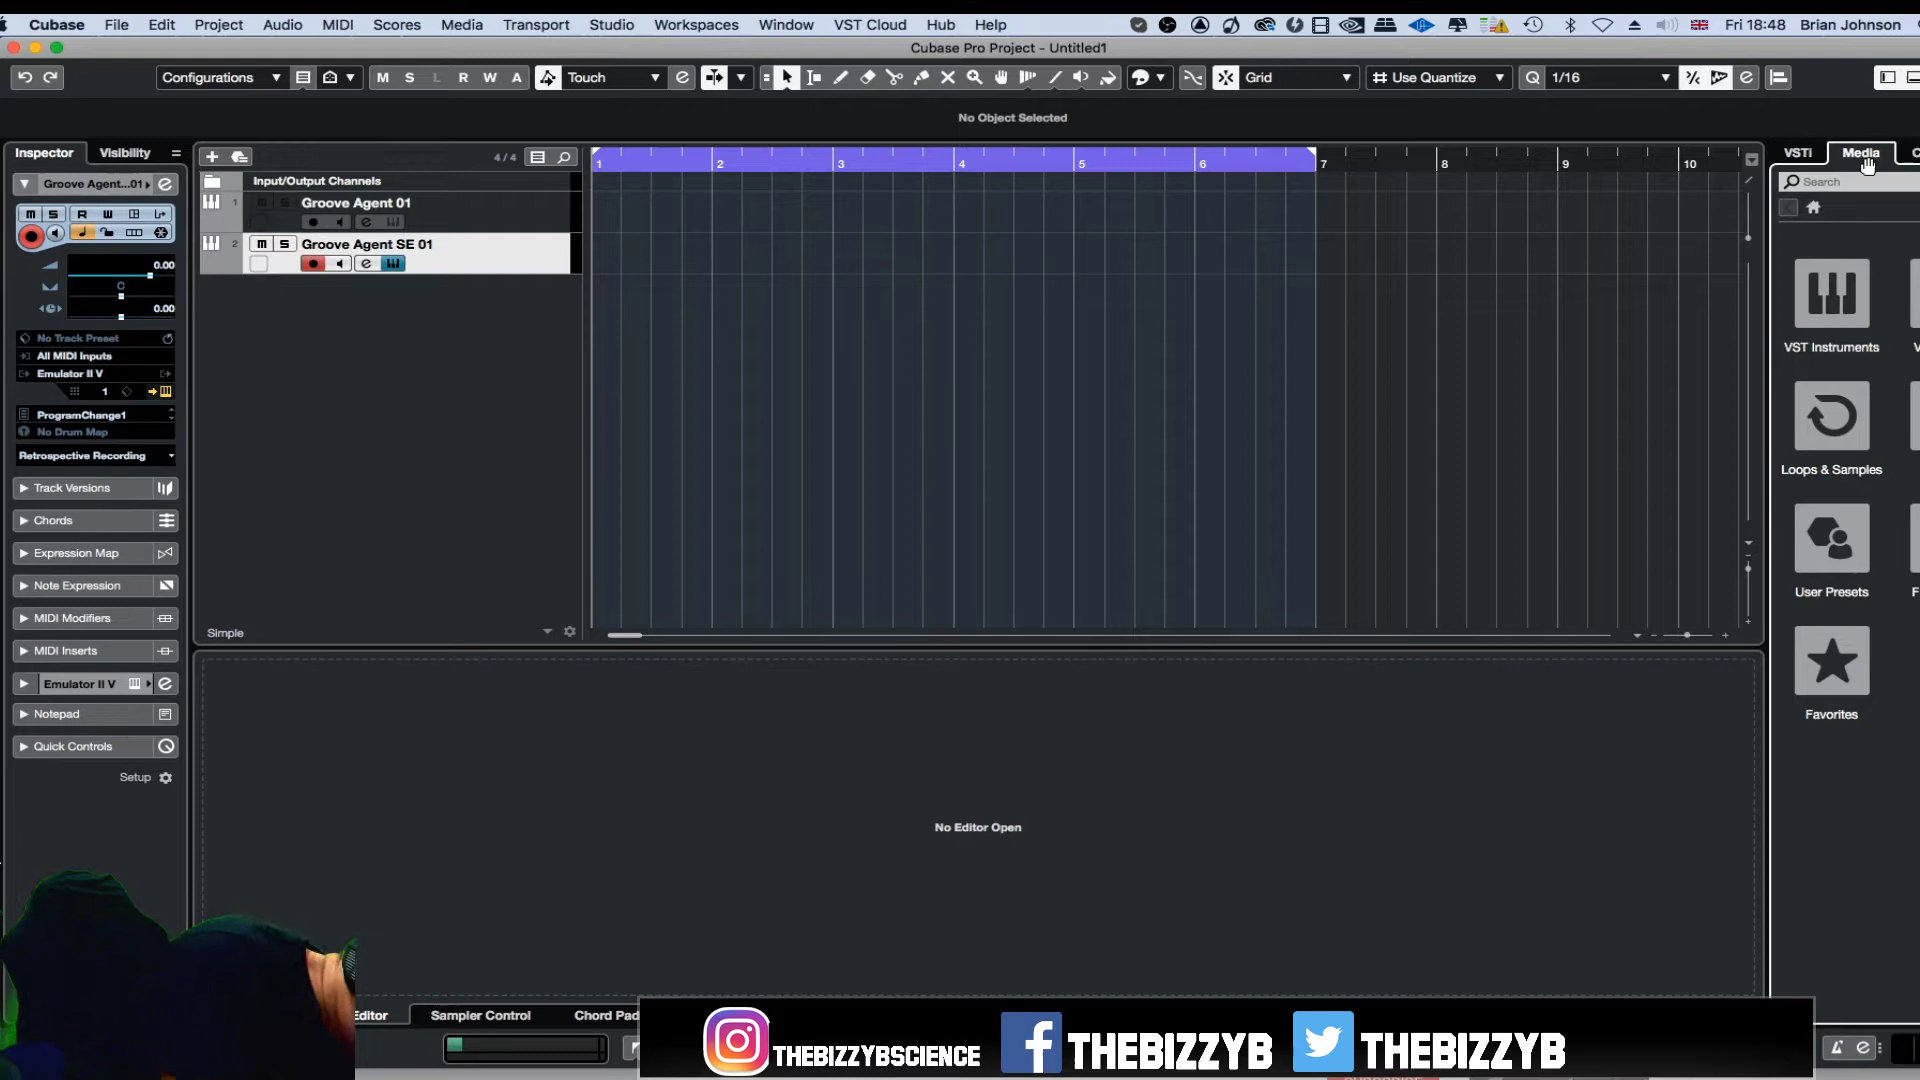 Cubase File Edit Project Audio MIDI Scores Media Transport Studio Workspaces Window VST Cloud Hub Help Fri 18:48 Brian Johnson
Cubase Pro Project - Untitled1
Configurations M S L R W A Touch Grid Use Quantize Q 1/16
No Object Selected
Inspector Visibility 4/4 1 2 3 4 5 6 7 8 9 10 VSTi Media C
Groove Agent...01
Input/Output Channels
Search
1 M S Groove Agent 01
M S R W
2 M S Groove Agent SE 01
0.00
C
0.00
No Track Preset
All MIDI Inputs
Emulator II V
1
ProgramChange1
No Drum Map
Retrospective Recording
Track Versions
Chords
Expression Map
Note Expression
MIDI Modifiers
MIDI Inserts
Emulator II V
Notepad
Quick Controls
Setup
Simple
VST Instruments
Loops & Samples
User Presets
Favorites
No Editor Open
Editor Sampler Control Chord Pad
THEBIZZYBSCIENCE THEBIZZYB THEBIZZYB